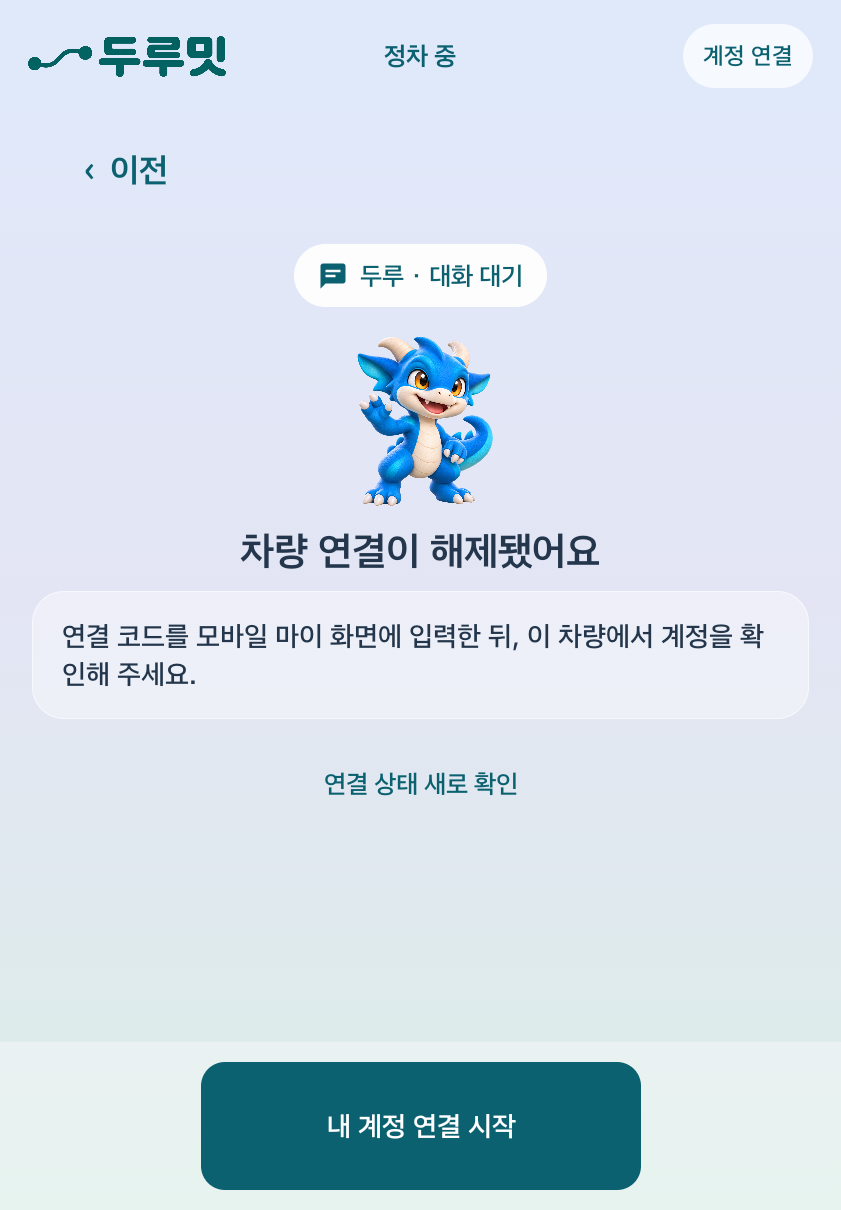 두루밋
정차 중
계정 연결
‹ 이전
두루 · 대화 대기
차량 연결이 해제됐어요
연결 코드를 모바일 마이 화면에 입력한 뒤, 이 차량에서 계정을 확
인해 주세요.
연결 상태 새로 확인
내 계정 연결 시작